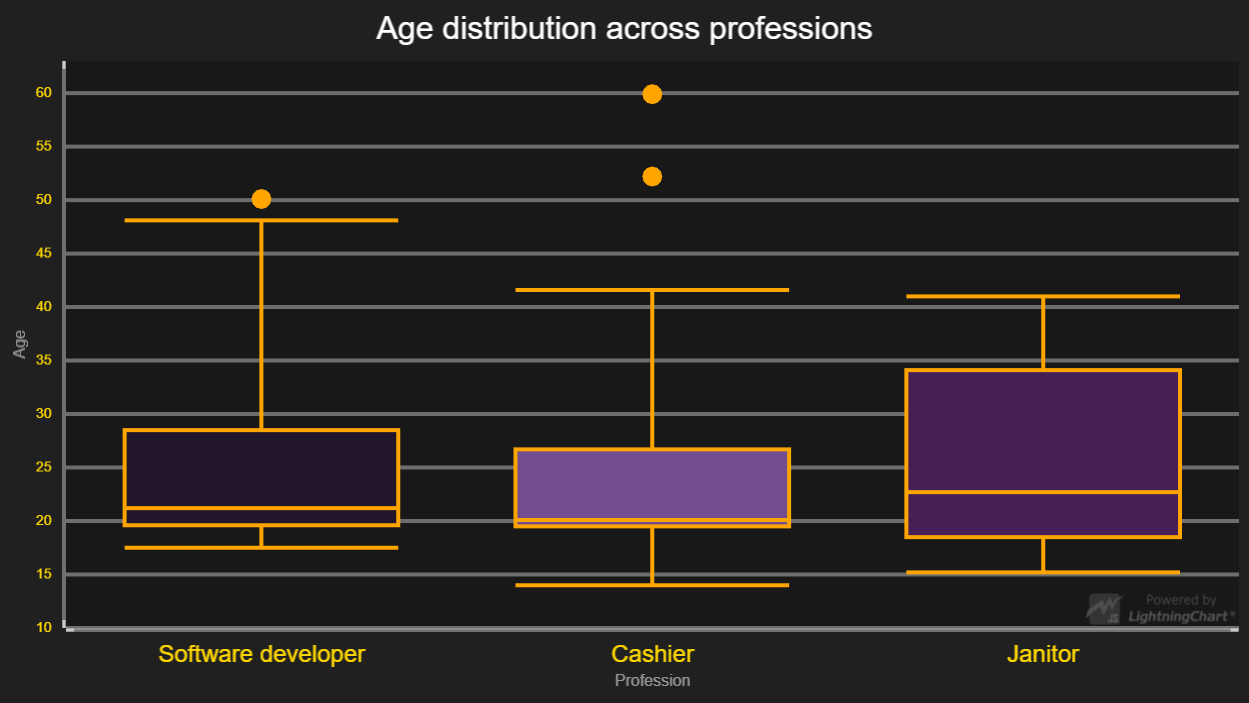 Age distribution across professions
60
55
50
45
40
35
30
25
20
15
10
Age
Software developer
Cashier
Janitor
Profession
Powered by
LightningChart®
JS